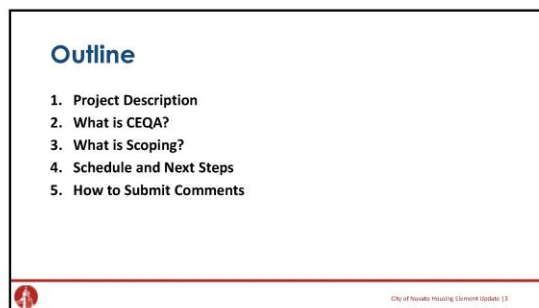 Outline
1. Project Description
2. What is CEQA?
3. What is Scoping?
4. Schedule and Next Steps
5. How to Submit Comments
City of Novato Housing Element Update |3